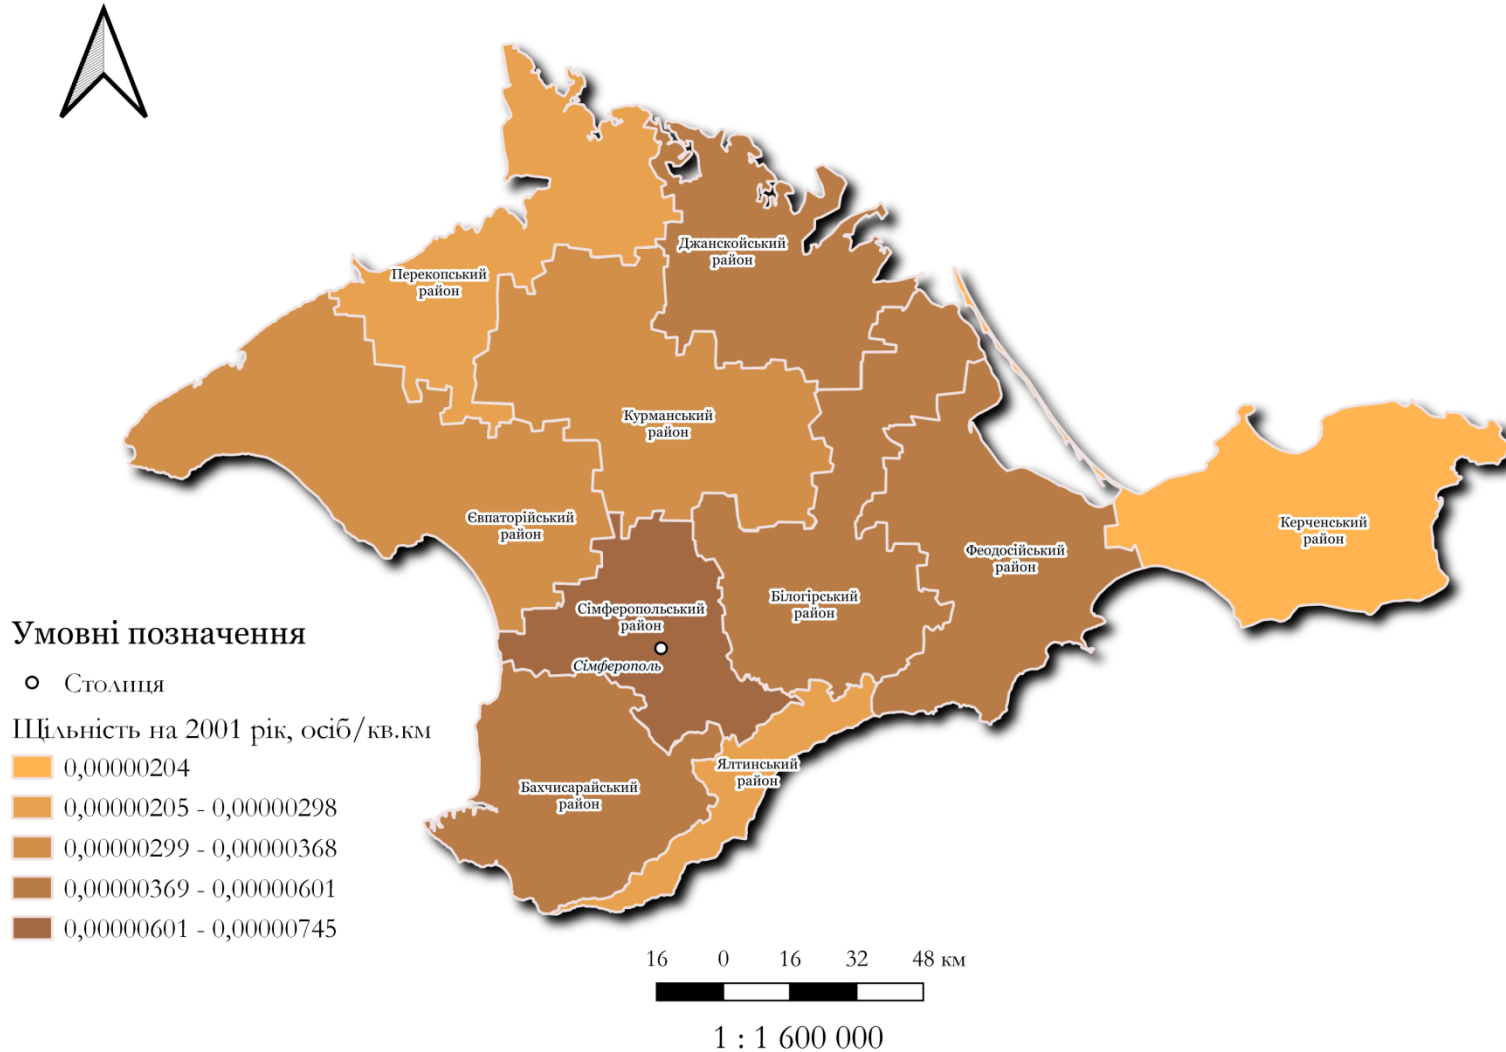 Джанскойський
район
Перекопський
район
Курманський
район
Євпаторійський
район
Керченський
район
Феодосійський
район
Білогірський
район
Сімферопольський
район
Сімферополь
Ялтинський
район
Бахчисарайський
район
Умовні позначення
Столиця
Щільність на 2001 рік, осіб/кв.км
0,00000204
0,00000205 - 0,00000298
0,00000299 - 0,00000368
0,00000369 - 0,00000601
0,00000601 - 0,00000745
16 0 16 32 48 км
1 : 1 600 000